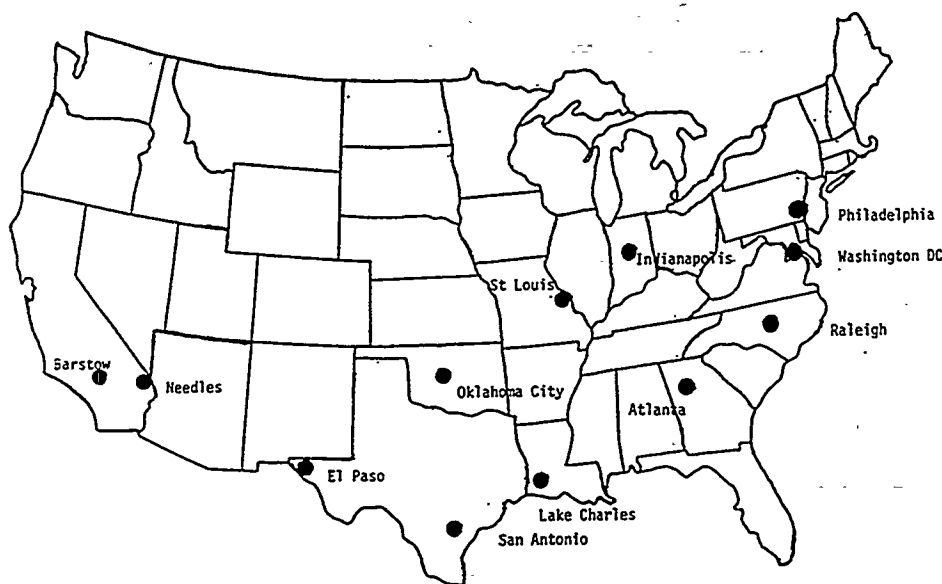 Philadelphia
Washington DC
Indianapolis
St Louis
Raleigh
Barstow
Needles
Oklahoma City
Atlanta
El Paso
Lake Charles
San Antonio